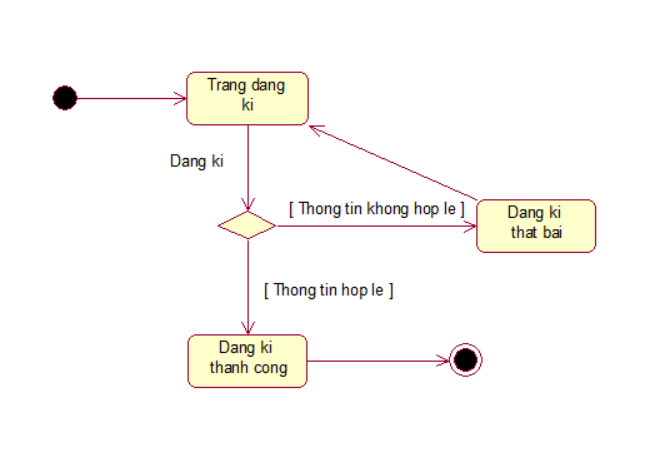 Trang dang
ki
Dang ki
[ Thong tin khong hop le ]
Dang ki
that bai
[ Thong tin hop le ]
Dang ki
thanh cong